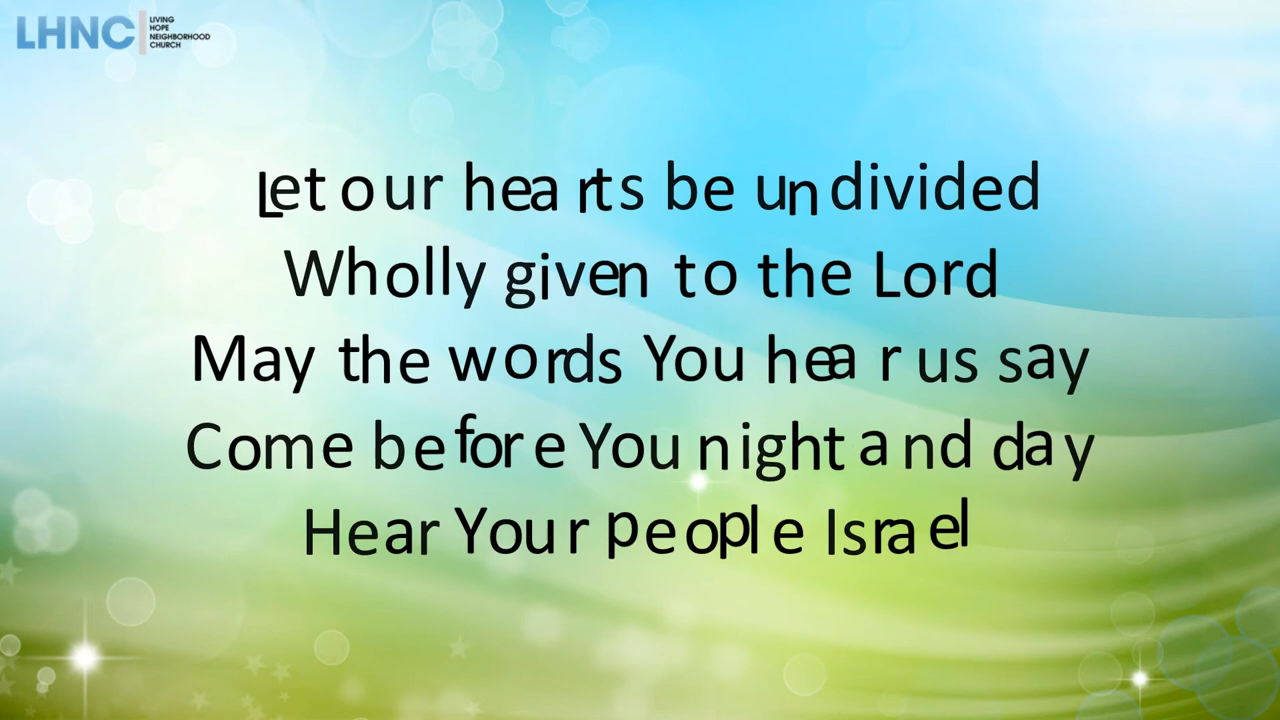 LHNC
LIVING
HOPE
NEIGHBORHOOD
CHURCH
Let our hearts be undivided
Wholly given to the Lord
May the words You hear us say
Come before You night and day
Hear Your people Israel